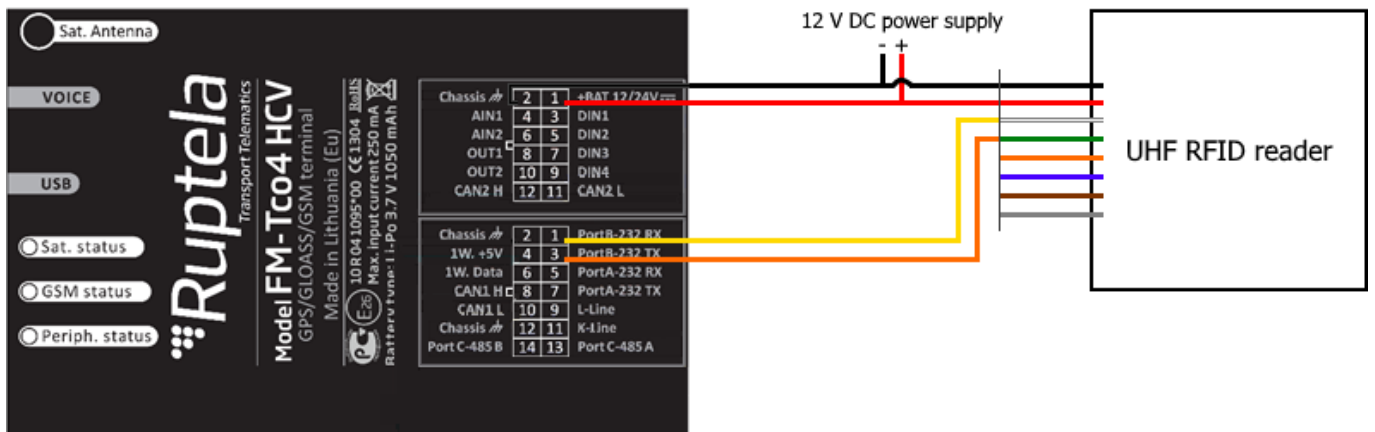 Sat. Antenna
VOICE
USB
Sat. status
GSM status
Periph. status
Ruptela
Transport Telematics
Model FM-Tco4 HCV
GPS/GLOASS/GSM terminal
Made in Lithuania (Eu)
PC E26 10R041095*00 CE1304 RoHS
Max. input current 250 mA
Battery type: Li-Po 3.7 V 1050 mAh
Chassis 2 1 +BAT 12/24V
AIN1 4 3 DIN1
AIN2 6 5 DIN2
OUT1 8 7 DIN3
OUT2 10 9 DIN4
CAN2 H 12 11 CAN2 L
Chassis 2 1 PortB-232 RX
1W. +5V 4 3 PortB-232 TX
1W. Data 6 5 PortA-232 RX
CAN1 H 8 7 PortA-232 TX
CAN1 L 10 9 L-Line
Chassis 12 11 K-Line
Port C-485 B 14 13 Port C-485 A
12 V DC power supply
- +
UHF RFID reader